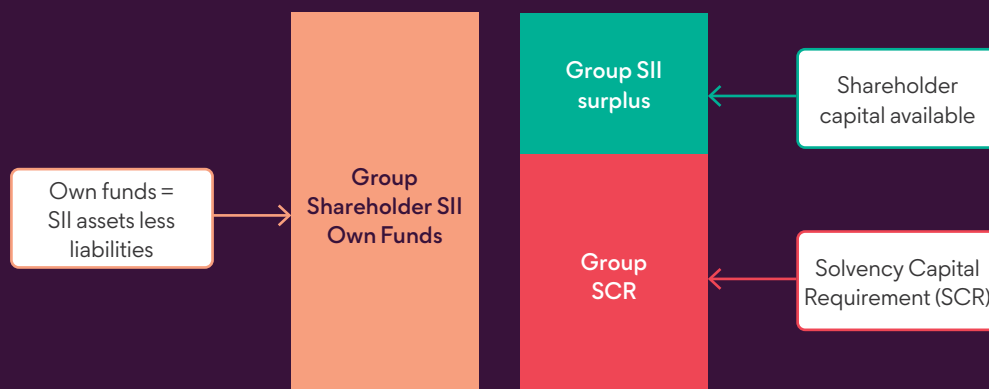 Own funds =
SII assets less
liabilities
Group
Shareholder SII
Own Funds
Group SII
surplus
Group
SCR
Shareholder
capital available
Solvency Capital
Requirement (SCR)